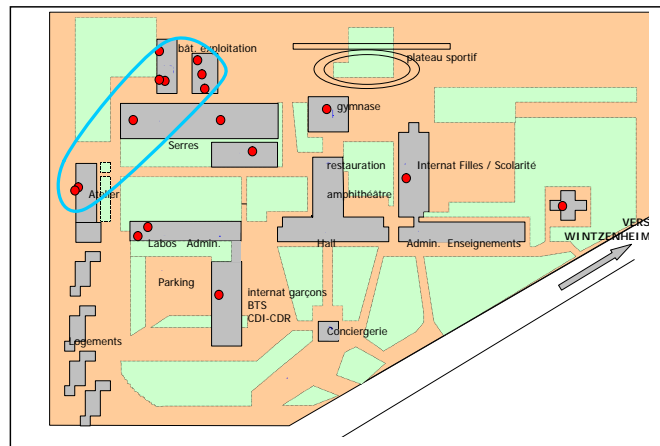 bât. exploitation
plateau sportif
gymnase
Serres
restauration
Internat Filles / Scolarité
Atelier
amphithéâtre
VERS
WINTZENHEIM
Labos Admin.
Hall
Admin. Enseignements
Parking
internat garçons
BTS
CDI-CDR
Conciergerie
Logements